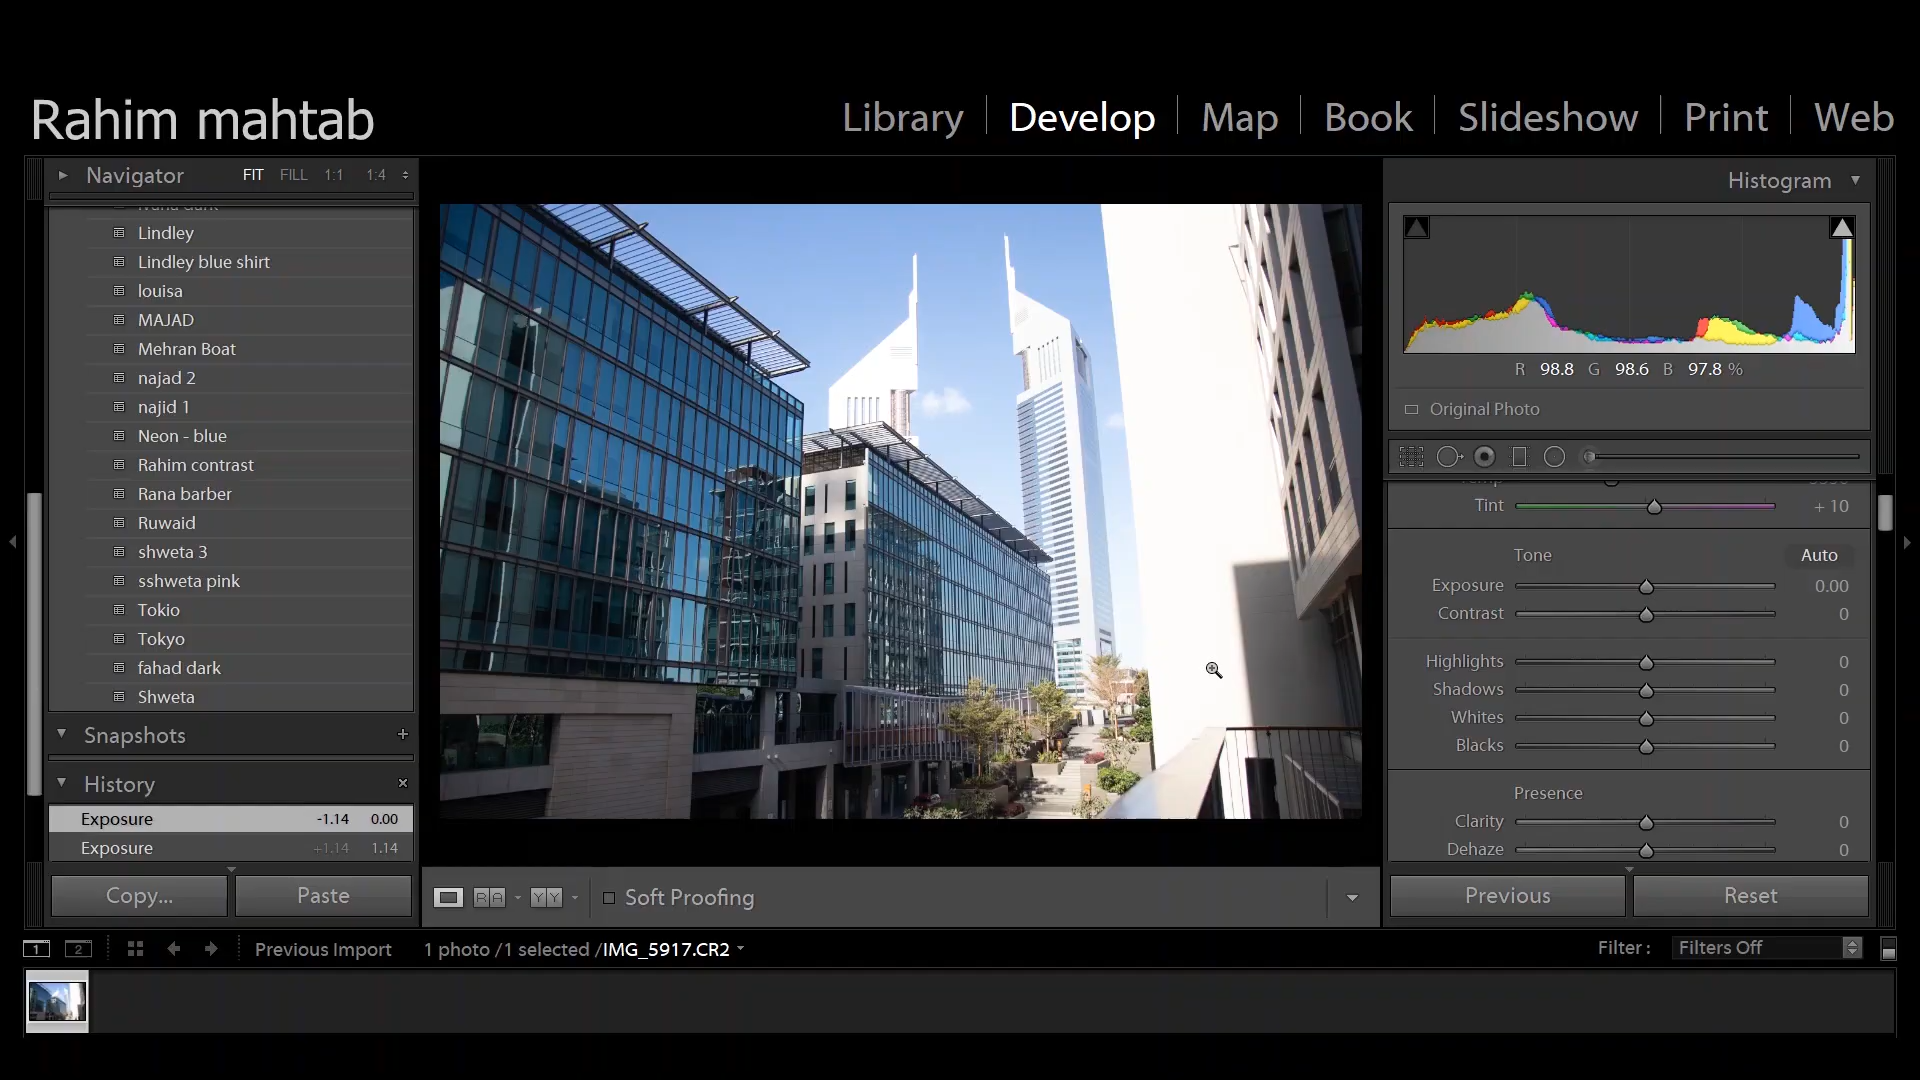 Rahim mahtab
Library Develop Map Book Slideshow Print Web
Navigator FIT FILL 1:1 1:4
Lindley
Lindley blue shirt
louisa
MAJAD
Mehran Boat
najad 2
najid 1
Neon - blue
Rahim contrast
Rana barber
Ruwaid
shweta 3
sshweta pink
Tokio
Tokyo
fahad dark
Shweta
Snapshots +
History ×
Exposure -1.14 0.00
Exposure +1.14 1.14
Copy... Paste
R A Y Y Soft Proofing
Histogram
R 98.8 G 98.6 B 97.8 %
Original Photo
Tint + 10
Tone Auto
Exposure 0.00
Contrast 0
Highlights 0
Shadows 0
Whites 0
Blacks 0
Presence
Clarity 0
Dehaze 0
Previous Reset
1 2 Previous Import 1 photo /1 selected /IMG_5917.CR2
Filter : Filters Off